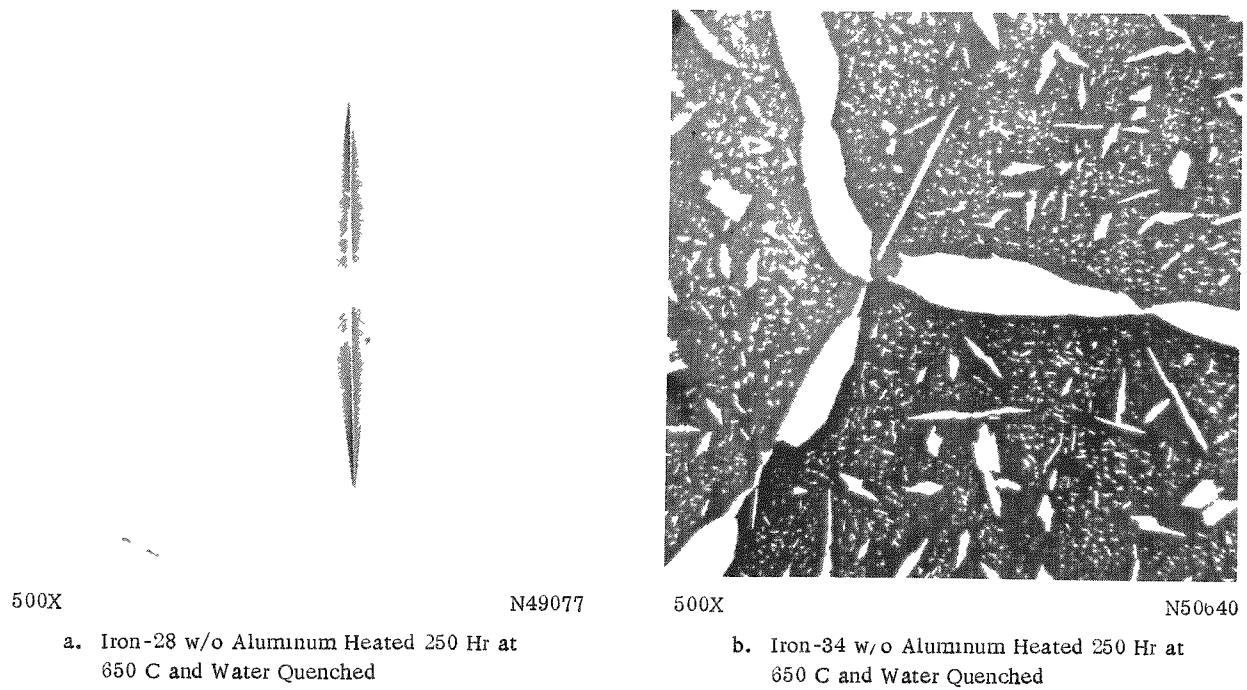 500X N49077
a. Iron-28 w/o Aluminum Heated 250 Hr at
650 C and Water Quenched
500X N50b40
b. Iron-34 w/o Aluminum Heated 250 Hr at
650 C and Water Quenched